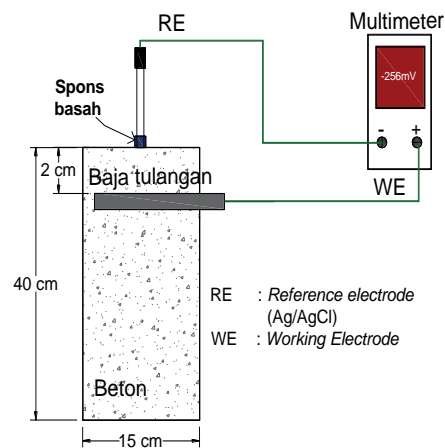 RE
Multimeter
Spons
basah
-256mV
- +
2 cm
Baja tulangan
WE
40 cm
RE : Reference electrode
(Ag/AgCl)
WE : Working Electrode
Beton
15 cm